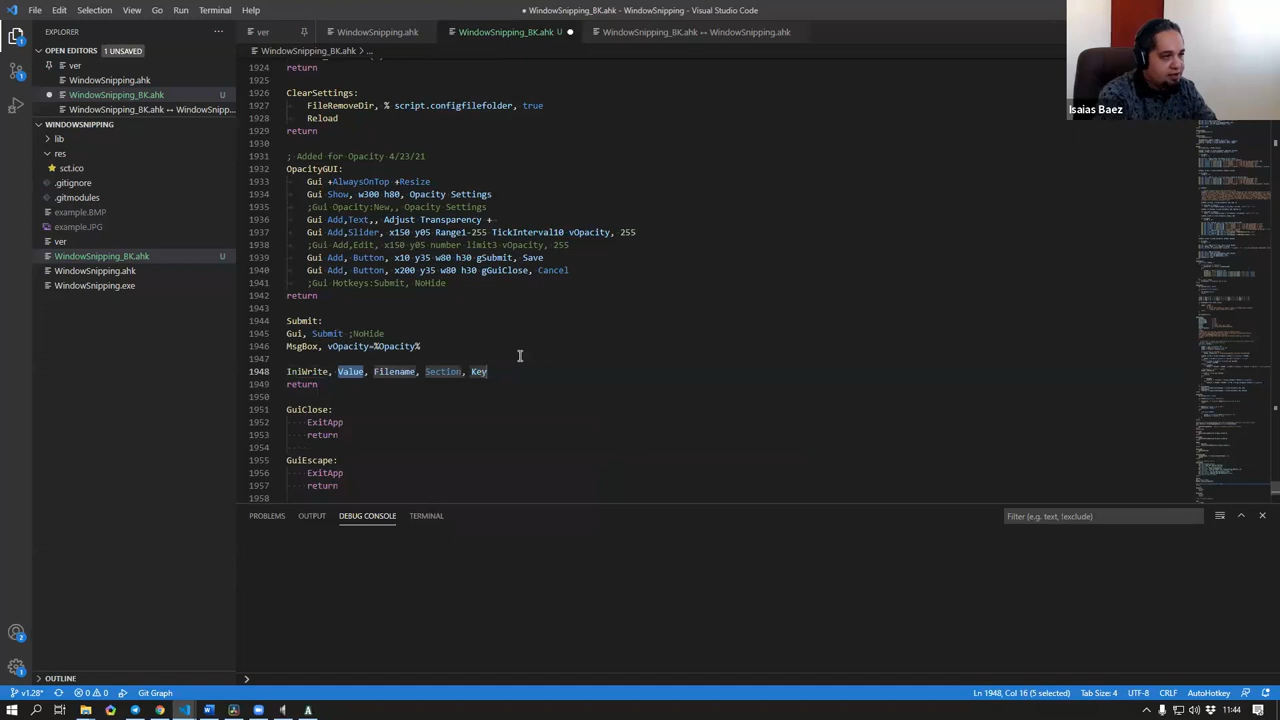 File Edit Selection View Go Run Terminal Help
● WindowSnipping_BK.ahk - WindowSnipping - Visual Studio Code
EXPLORER
OPEN EDITORS 1 UNSAVED
ver
WindowSnipping.ahk
WindowSnipping_BK.ahk U
WindowSnipping_BK.ahk ↔ WindowSnipp...
WINDOWSNIPPING
lib
res
sct.ico
.gitignore
.gitmodules
example.BMP
example.JPG
ver
WindowSnipping_BK.ahk U
WindowSnipping.ahk
WindowSnipping.exe
OUTLINE
ver WindowSnipping.ahk WindowSnipping_BK.ahk U ● WindowSnipping_BK.ahk ↔ WindowSnipping.ahk
WindowSnipping_BK.ahk > ...
1924 return
1925
1926 ClearSettings:
1927 FileRemoveDir, % script.configfilefolder, true
1928 Reload
1929 return
1930
1931 ; Added for Opacity 4/23/21
1932 OpacityGUI:
1933 Gui +AlwaysOnTop +Resize
1934 Gui Show, w300 h80, Opacity Settings
1935 ;Gui Opacity:New,, Opacity Settings
1936 Gui Add,Text,, Adjust Transparency +
1937 Gui Add,Slider, x150 y05 Range1-255 TickInterval10 vOpacity, 255
1938 ;Gui Add,Edit, x150 y05 number limit3 vOpacity, 255
1939 Gui Add, Button, x10 y35 w80 h30 gSubmit, Save
1940 Gui Add, Button, x200 y35 w80 h30 gGuiClose, Cancel
1941 ;Gui Hotkeys:Submit, NoHide
1942 return
1943
1944 Submit:
1945 Gui, Submit ;NoHide
1946 MsgBox, vOpacity=%Opacity%
1947
1948 IniWrite, Value, Filename, Section, Key
1949 return
1950
1951 GuiClose:
1952 ExitApp
1953 return
1954
1955 GuiEscape:
1956 ExitApp
1957 return
1958
Isaias Baez
PROBLEMS OUTPUT DEBUG CONSOLE TERMINAL
Filter (e.g. text, !exclude)
v1.28* 0 0 Git Graph
Ln 1948, Col 16 (5 selected) Tab Size: 4 UTF-8 CRLF AutoHotkey
11:44